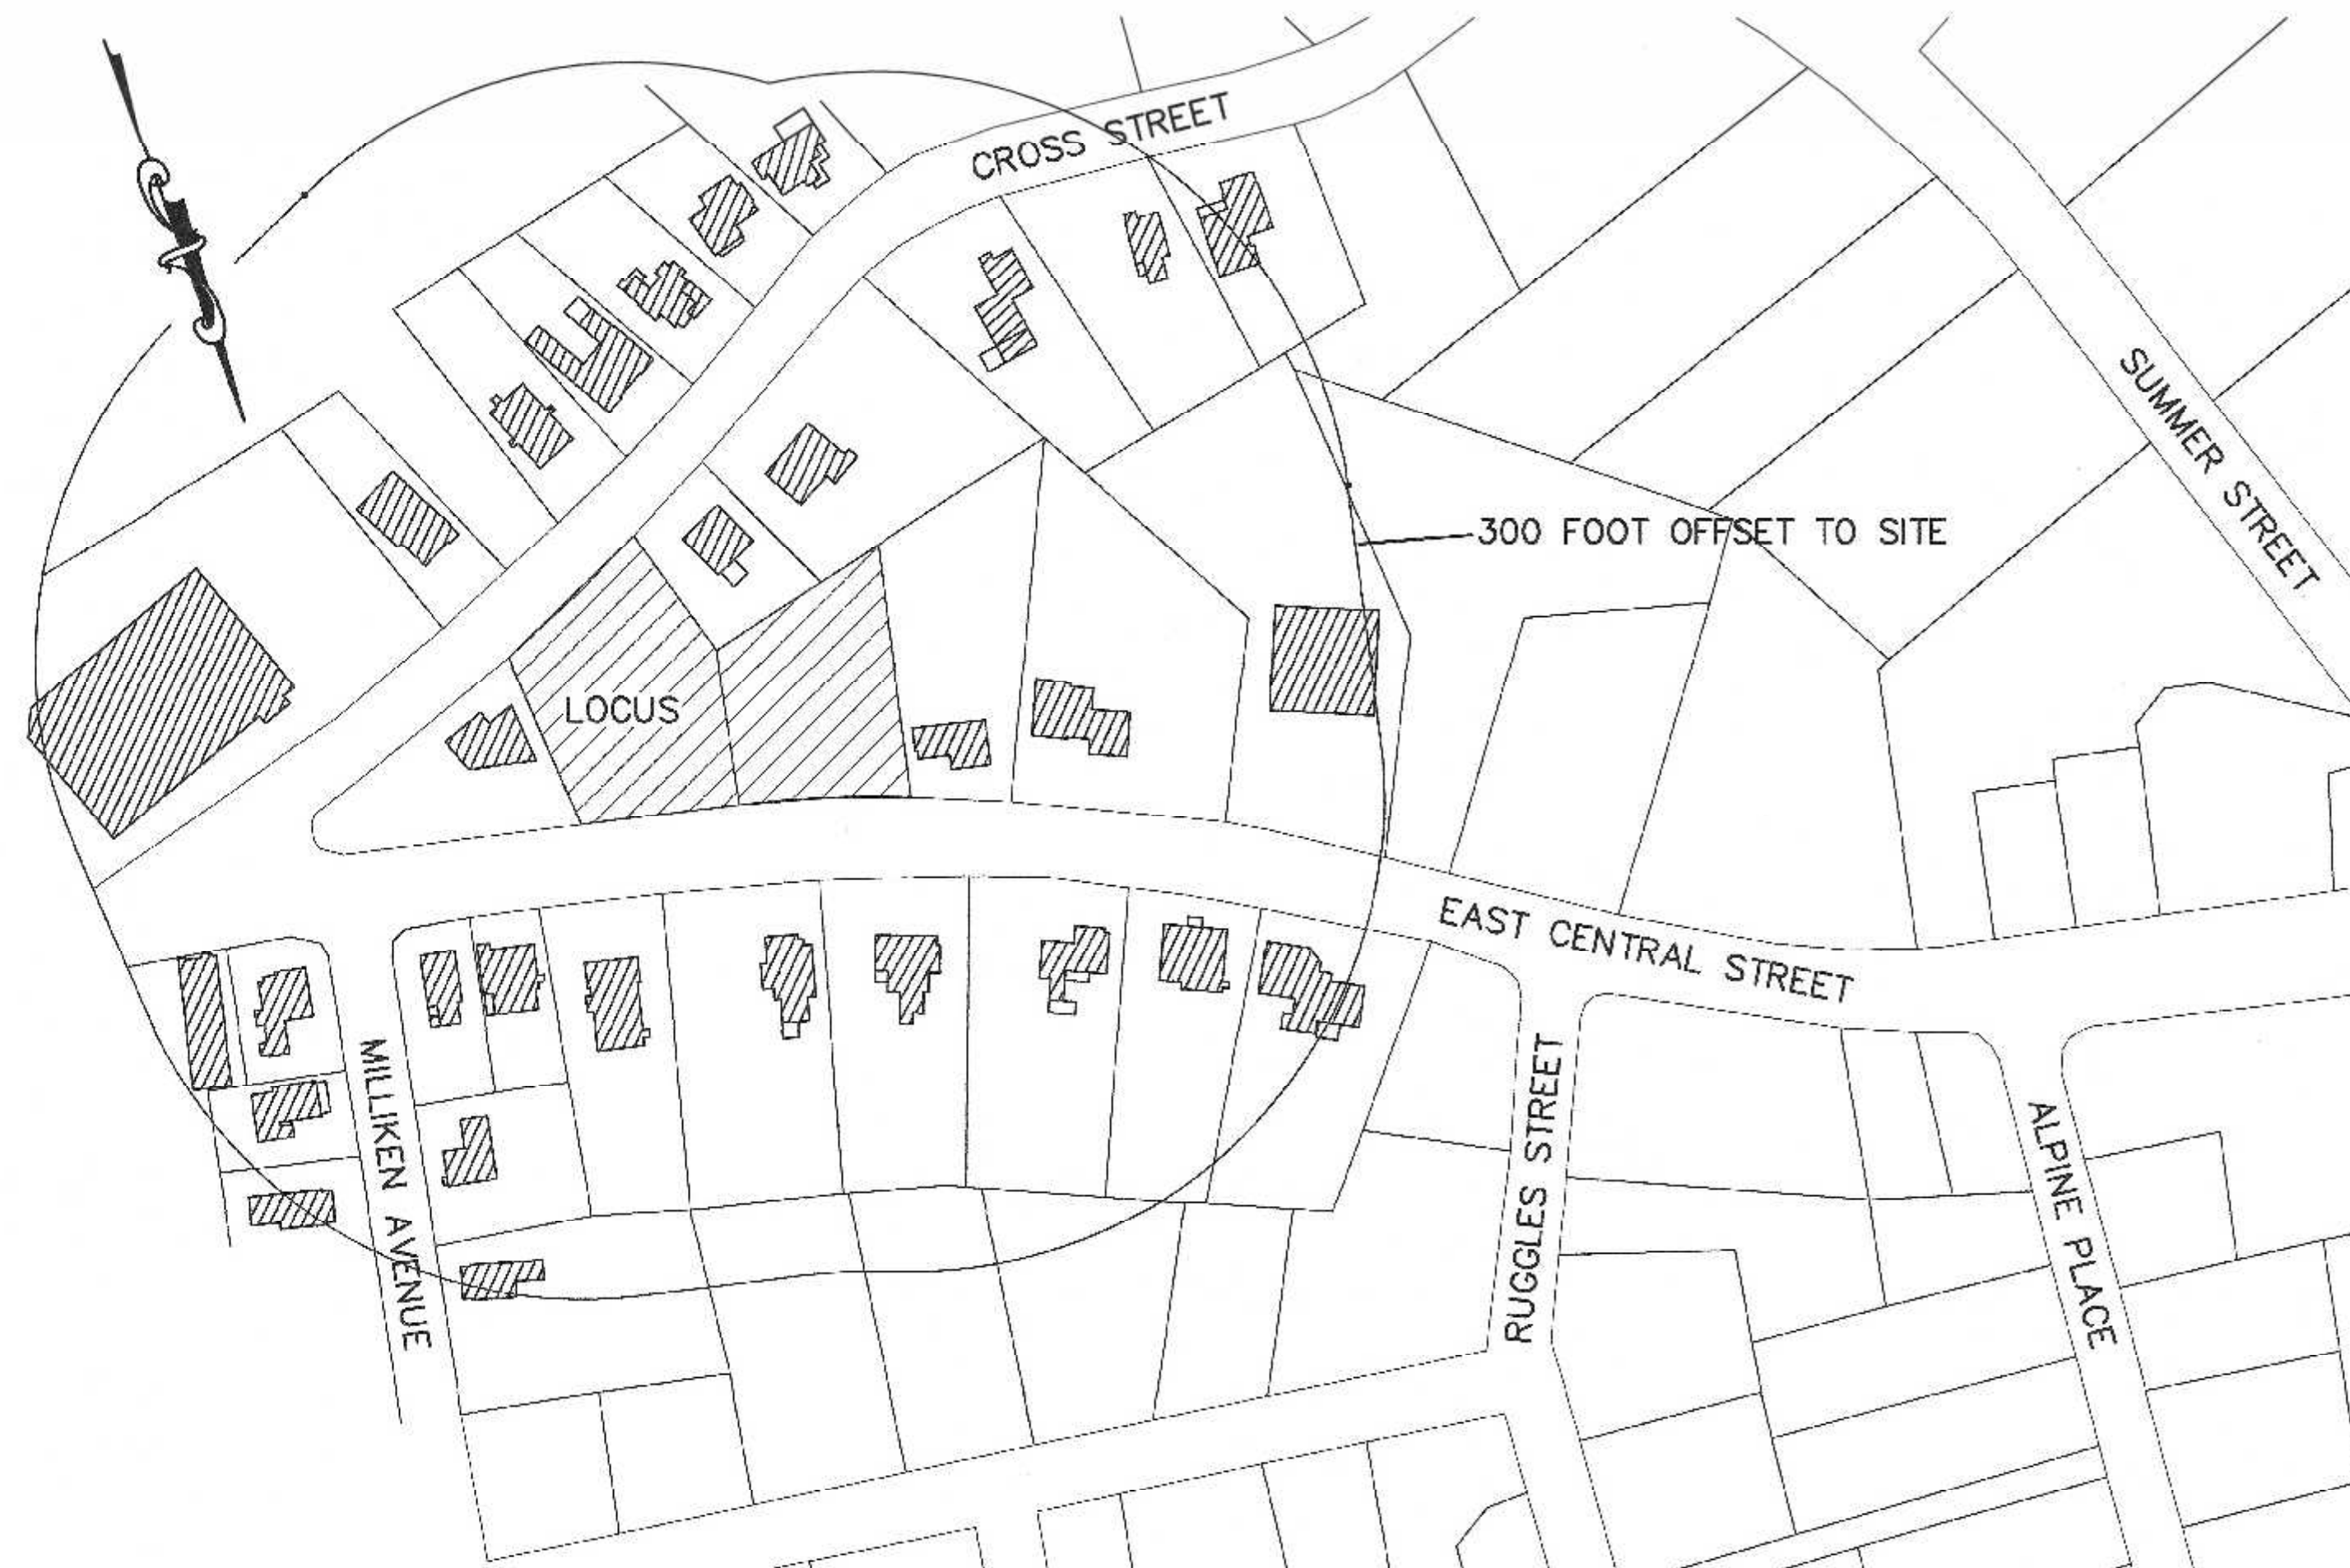 CROSS STREET
SUMMER STREET
300 FOOT OFFSET TO SITE
LOCUS
EAST CENTRAL STREET
MILLIKEN AVENUE
RUGGLES STREET
ALPINE PLACE